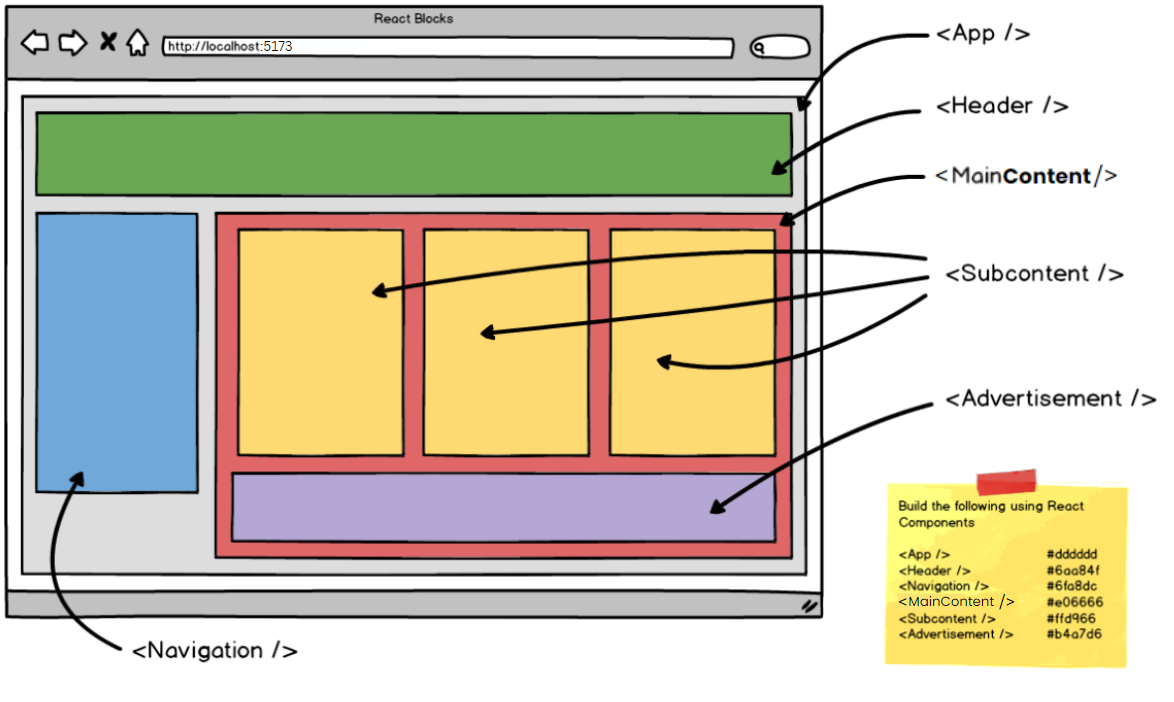 React Blocks
http://localhost:5173
<App />
<Header />
<MainContent/>
<Subcontent />
<Advertisement />
<Navigation />
Build the following using React
Components
<App /> #dddddd
<Header /> #6aa84f
<Navigation /> #6fa8dc
<MainContent /> #e06666
<Subcontent /> #ffd966
<Advertisement /> #b4a7d6